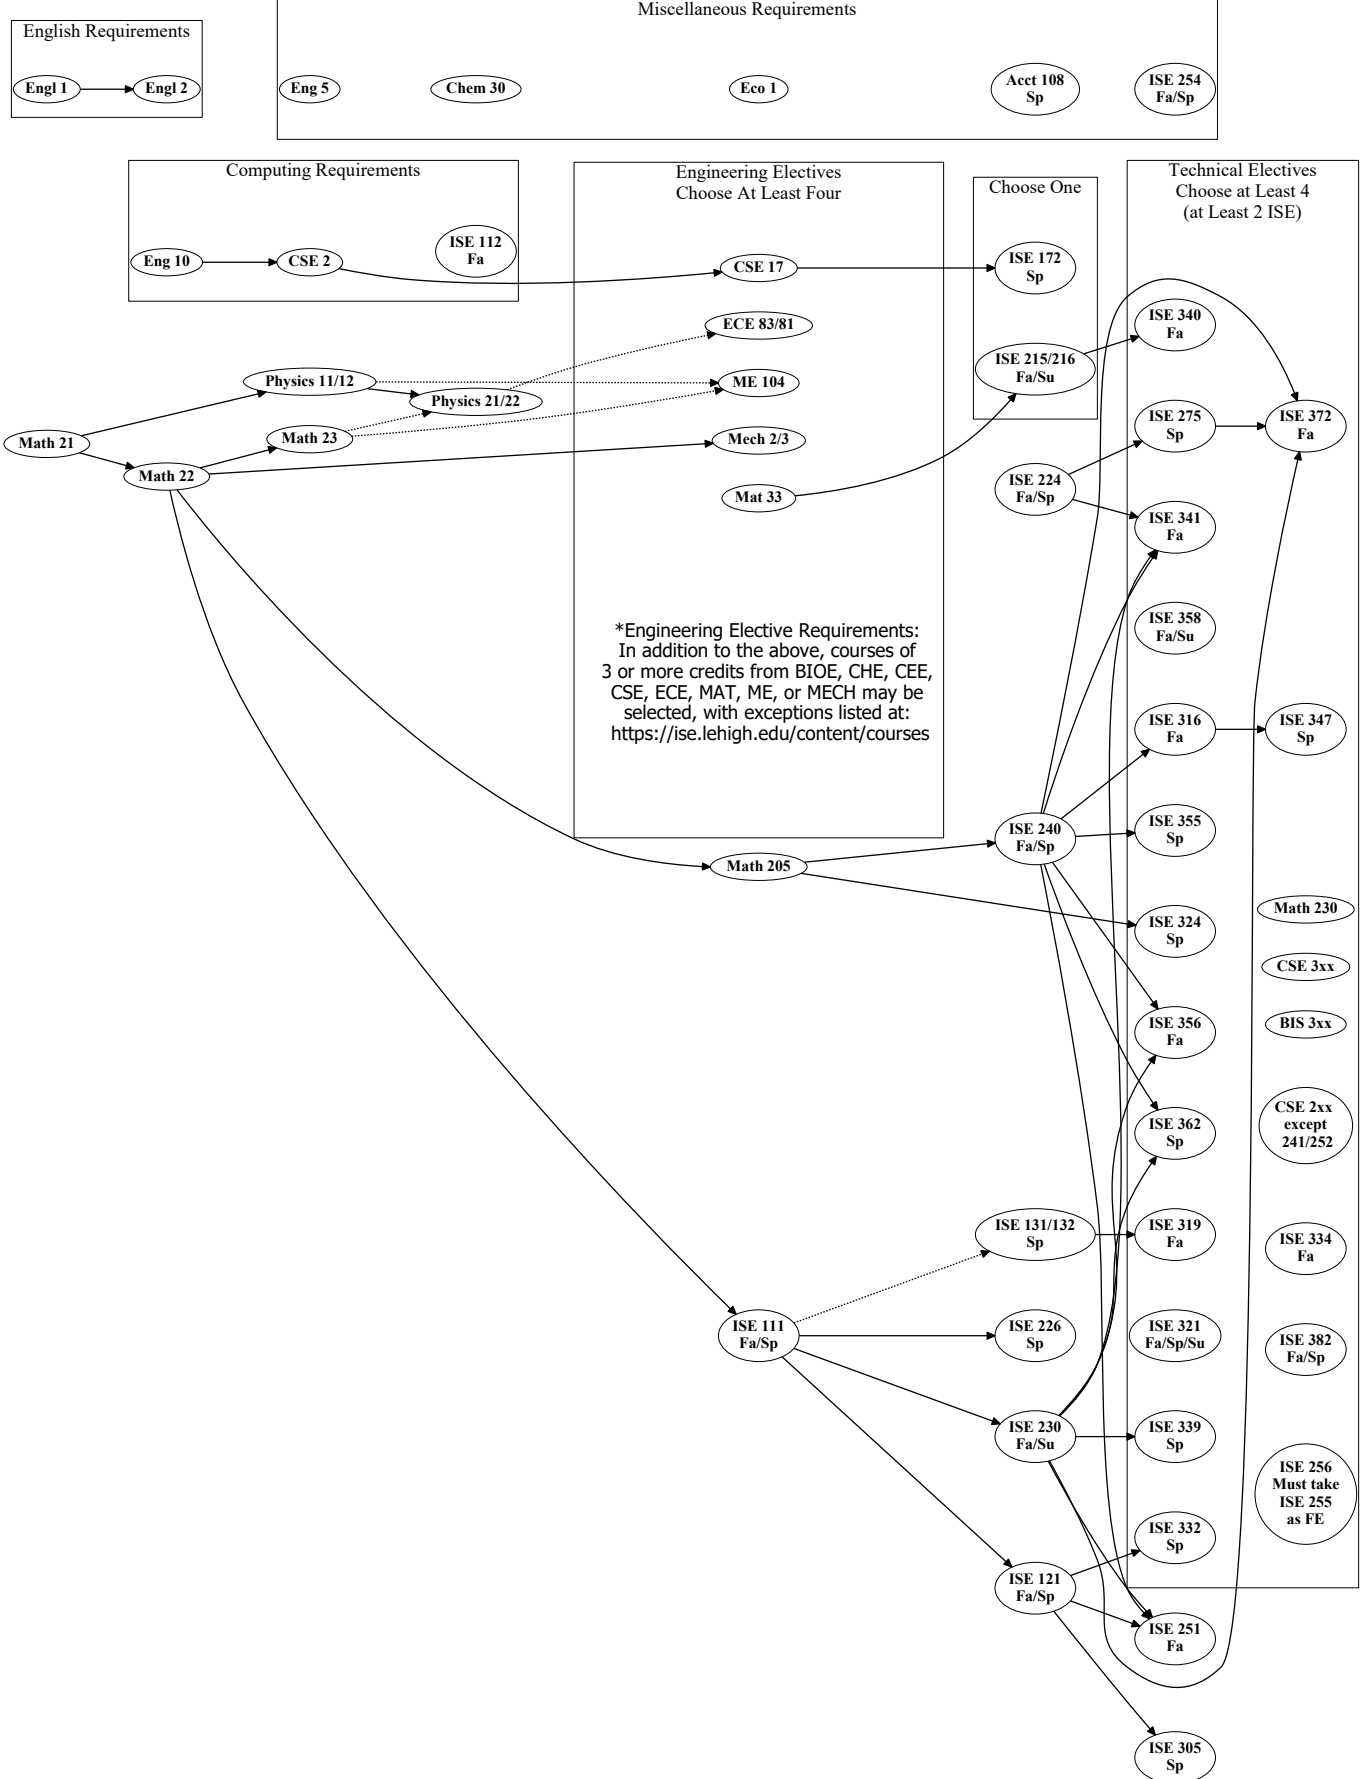 Miscellaneous Requirements
English Requirements
Engl 1
Engl 2
Eng 5
Chem 30
Eco 1
Acct 108
Sp
ISE 254
Fa/Sp
Computing Requirements
Eng 10
CSE 2
ISE 112
Fa
Engineering Electives
Choose At Least Four
CSE 17
ECE 83/81
ME 104
Mech 2/3
Mat 33
*Engineering Elective Requirements:
In addition to the above, courses of
3 or more credits from BIOE, CHE, CEE,
CSE, ECE, MAT, ME, or MECH may be
selected, with exceptions listed at:
https://ise.lehigh.edu/content/courses
Choose One
ISE 172
Sp
ISE 215/216
Fa/Su
Technical Electives
Choose at Least 4
(at Least 2 ISE)
ISE 340
Fa
ISE 275
Sp
ISE 372
Fa
ISE 341
Fa
ISE 358
Fa/Su
ISE 316
Fa
ISE 347
Sp
ISE 355
Sp
ISE 324
Sp
Math 230
CSE 3xx
BIS 3xx
ISE 356
Fa
ISE 362
Sp
CSE 2xx
except
241/252
ISE 319
Fa
ISE 334
Fa
ISE 321
Fa/Sp/Su
ISE 382
Fa/Sp
ISE 339
Sp
ISE 256
Must take
ISE 255
as FE
ISE 332
Sp
Physics 11/12
Physics 21/22
Math 21
Math 23
Math 22
ISE 224
Fa/Sp
ISE 240
Fa/Sp
Math 205
ISE 131/132
Sp
ISE 111
Fa/Sp
ISE 226
Sp
ISE 230
Fa/Su
ISE 121
Fa/Sp
ISE 251
Fa
ISE 305
Sp